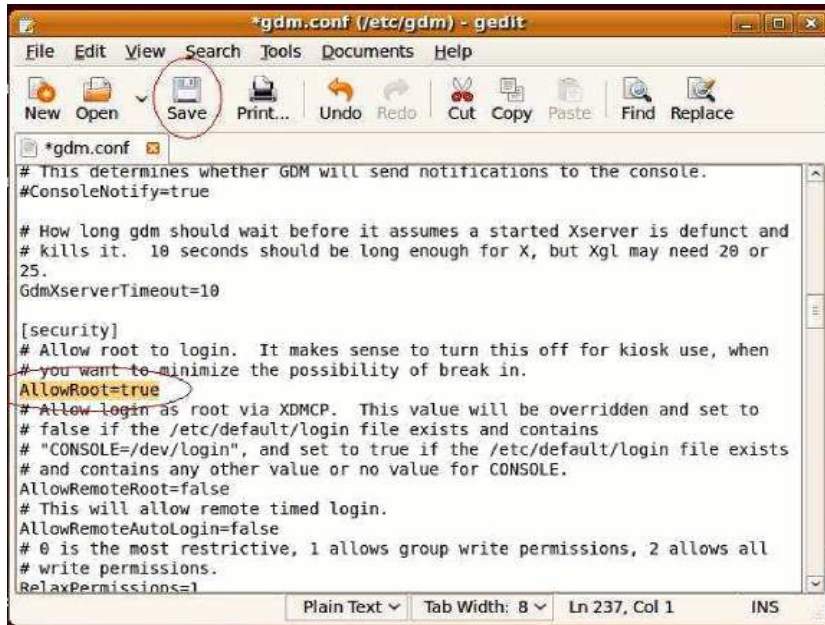 *gdm.conf (/etc/gdm) - gedit
File Edit View Search Tools Documents Help
New Open Save Print... Undo Redo Cut Copy Paste Find Replace
*gdm.conf
# This determines whether GDM will send notifications to the console.
#ConsoleNotify=true
# How long gdm should wait before it assumes a started Xserver is defunct and
# kills it.  10 seconds should be long enough for X, but Xgl may need 20 or
25.
GdmXserverTimeout=10
[security]
# Allow root to login.  It makes sense to turn this off for kiosk use, when
# you want to minimize the possibility of break in.
AllowRoot=true
# Allow login as root via XDMCP.  This value will be overridden and set to
# false if the /etc/default/login file exists and contains
# "CONSOLE=/dev/login", and set to true if the /etc/default/login file exists
# and contains any other value or no value for CONSOLE.
AllowRemoteRoot=false
# This will allow remote timed login.
AllowRemoteAutoLogin=false
# 0 is the most restrictive, 1 allows group write permissions, 2 allows all
# write permissions.
RelaxPermissions=1
Plain Text Tab Width: 8 Ln 237, Col 1 INS